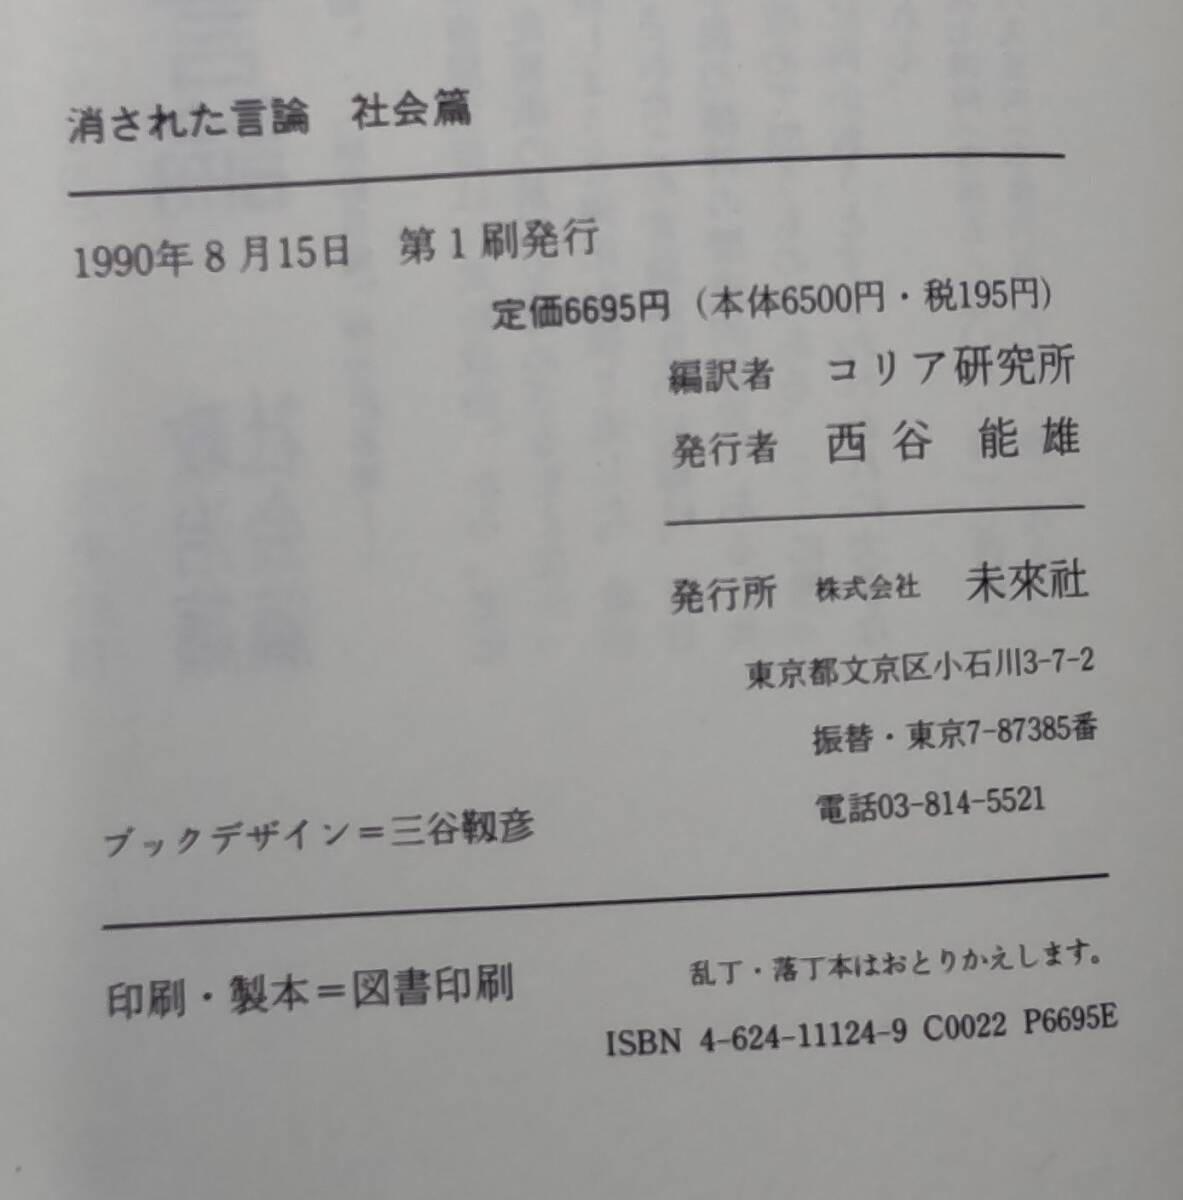 消された言論　社会篇
1990年8月15日　第1刷発行
定価6695円（本体6500円・税195円）
編訳者　コリア研究所
発行者　西谷　能雄
発行所　株式会社　未來社
東京都文京区小石川3-7-2
振替・東京7-87385番
電話03-814-5521
ブックデザイン＝三谷靱彦
印刷・製本＝図書印刷
乱丁・落丁本はおとりかえします。
ISBN 4-624-11124-9 C0022 P6695E